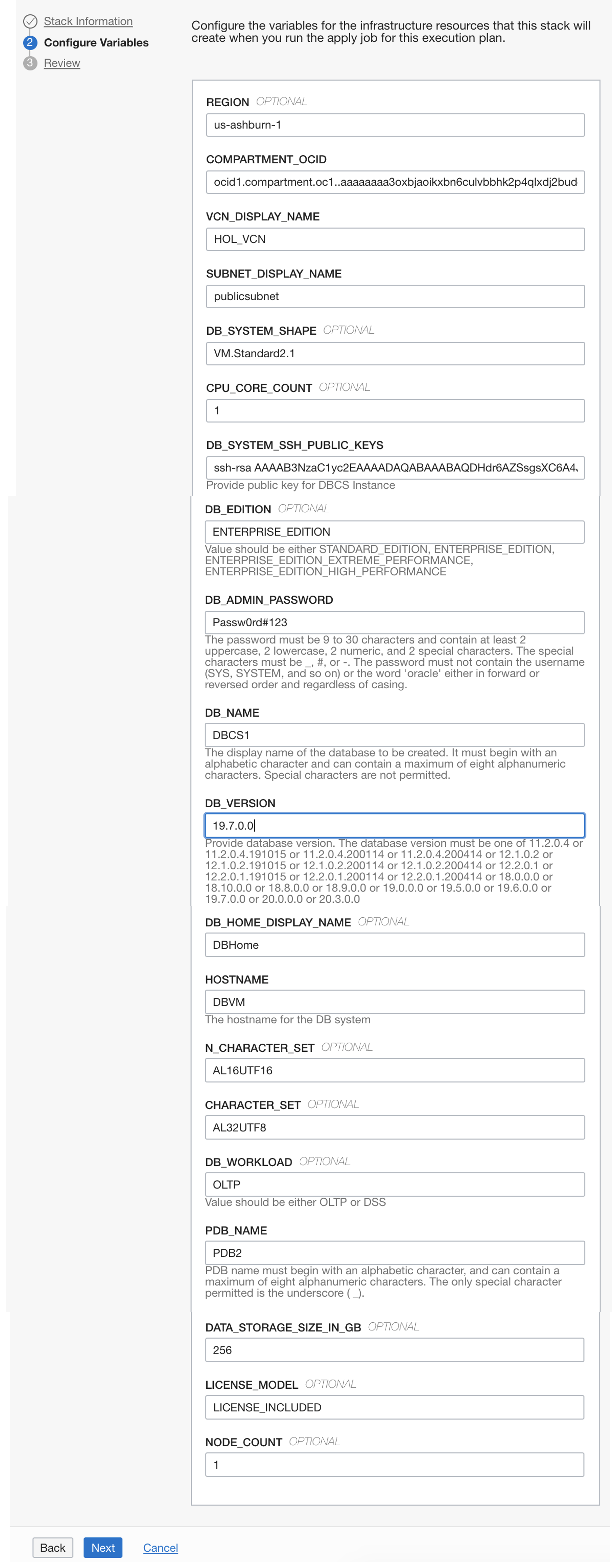 Stack Information
2 Configure Variables
3 Review
Configure the variables for the infrastructure resources that this stack will
create when you run the apply job for this execution plan.
REGION OPTIONAL
us-ashburn-1
COMPARTMENT_OCID
ocid1.compartment.oc1..aaaaaaaa3oxbjaoikxbn6culvbbhk2p4qlxdj2bud
VCN_DISPLAY_NAME
HOL_VCN
SUBNET_DISPLAY_NAME
publicsubnet
DB_SYSTEM_SHAPE OPTIONAL
VM.Standard2.1
CPU_CORE_COUNT OPTIONAL
1
DB_SYSTEM_SSH_PUBLIC_KEYS
ssh-rsa AAAAB3NzaC1yc2EAAAADAQABAAABAQDHdr6AZSsgsXC6A4
Provide public key for DBCS Instance
DB_EDITION OPTIONAL
ENTERPRISE_EDITION
Value should be either STANDARD_EDITION, ENTERPRISE_EDITION,
ENTERPRISE_EDITION_EXTREME_PERFORMANCE,
ENTERPRISE_EDITION_HIGH_PERFORMANCE
DB_ADMIN_PASSWORD
Passw0rd#123
The password must be 9 to 30 characters and contain at least 2
uppercase, 2 lowercase, 2 numeric, and 2 special characters. The special
characters must be _, #, or -. The password must not contain the username
(SYS, SYSTEM, and so on) or the word 'oracle' either in forward or
reversed order and regardless of casing.
DB_NAME
DBCS1
The display name of the database to be created. It must begin with an
alphabetic character and can contain a maximum of eight alphanumeric
characters. Special characters are not permitted.
DB_VERSION
19.7.0.0
Provide database version. The database version must be one of 11.2.0.4 or
11.2.0.4.191015 or 11.2.0.4.200114 or 11.2.0.4.200414 or 12.1.0.2 or
12.1.0.2.191015 or 12.1.0.2.200114 or 12.1.0.2.200414 or 12.2.0.1 or
12.2.0.1.191015 or 12.2.0.1.200114 or 12.2.0.1.200414 or 18.0.0.0 or
18.10.0.0 or 18.8.0.0 or 18.9.0.0 or 19.0.0.0 or 19.5.0.0 or 19.6.0.0 or
19.7.0.0 or 20.0.0.0 or 20.3.0.0
DB_HOME_DISPLAY_NAME OPTIONAL
DBHome
HOSTNAME
DBVM
The hostname for the DB system
N_CHARACTER_SET OPTIONAL
AL16UTF16
CHARACTER_SET OPTIONAL
AL32UTF8
DB_WORKLOAD OPTIONAL
OLTP
Value should be either OLTP or DSS
PDB_NAME
PDB2
PDB name must begin with an alphabetic character, and can contain a
maximum of eight alphanumeric characters. The only special character
permitted is the underscore ( _).
DATA_STORAGE_SIZE_IN_GB OPTIONAL
256
LICENSE_MODEL OPTIONAL
LICENSE_INCLUDED
NODE_COUNT OPTIONAL
1
Back Next Cancel